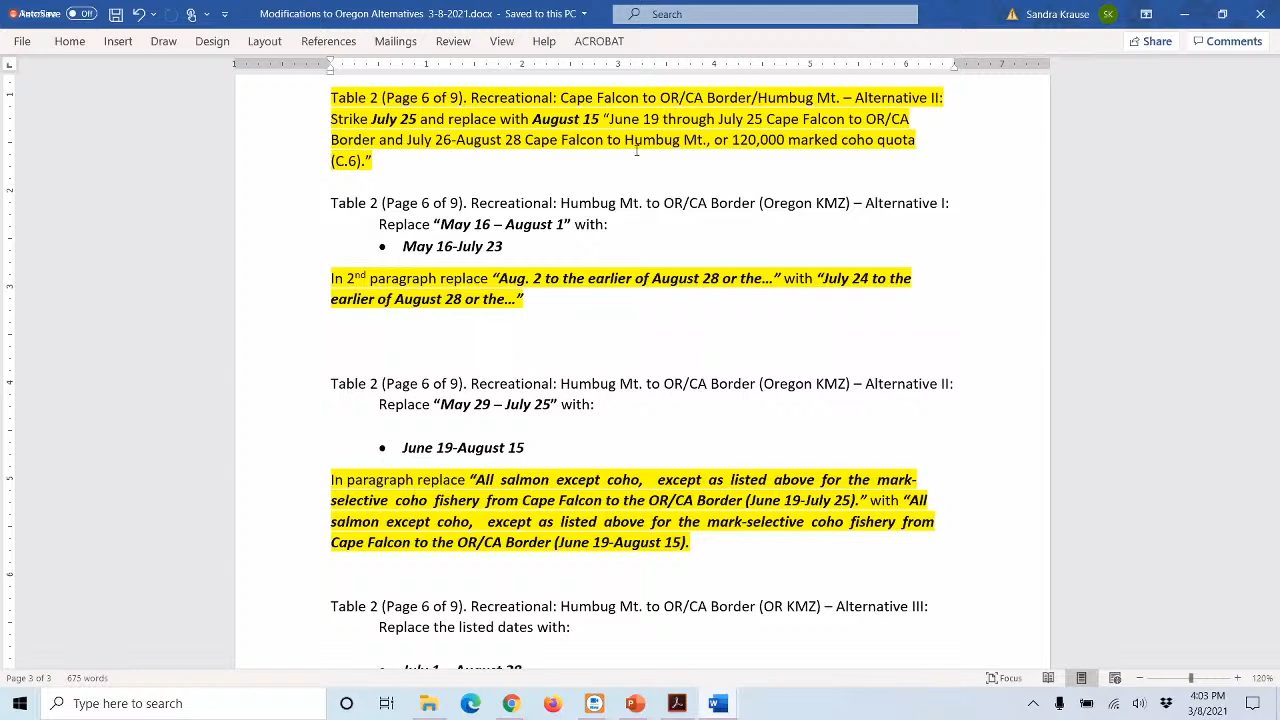 AutoSave Off Modifications to Oregon Alternatives 3-8-2021.docx - Saved to this PC Search Sandra Krause SK
File Home Insert Draw Design Layout References Mailings Review View Help ACROBAT Share Comments
1 1 2 3 4 5 6 7
Table 2 (Page 6 of 9). Recreational: Cape Falcon to OR/CA Border/Humbug Mt. – Alternative II:
Strike July 25 and replace with August 15 “June 19 through July 25 Cape Falcon to OR/CA
Border and July 26-August 28 Cape Falcon to Humbug Mt., or 120,000 marked coho quota
(C.6).”
Table 2 (Page 6 of 9). Recreational: Humbug Mt. to OR/CA Border (Oregon KMZ) – Alternative I:
Replace “May 16 – August 1” with:
• May 16-July 23
In 2nd paragraph replace “Aug. 2 to the earlier of August 28 or the…” with “July 24 to the
earlier of August 28 or the…”
Table 2 (Page 6 of 9). Recreational: Humbug Mt. to OR/CA Border (Oregon KMZ) – Alternative II:
Replace “May 29 – July 25” with:
• June 19-August 15
In paragraph replace “All salmon except coho, except as listed above for the mark-
selective coho fishery from Cape Falcon to the OR/CA Border (June 19-July 25).” with “All
salmon except coho, except as listed above for the mark-selective coho fishery from
Cape Falcon to the OR/CA Border (June 19-August 15).
Table 2 (Page 6 of 9). Recreational: Humbug Mt. to OR/CA Border (OR KMZ) – Alternative III:
Replace the listed dates with:
• July 1 – August 28
Page 3 of 3 675 words Focus 120%
Type here to search 4:03 PM
3/8/2021